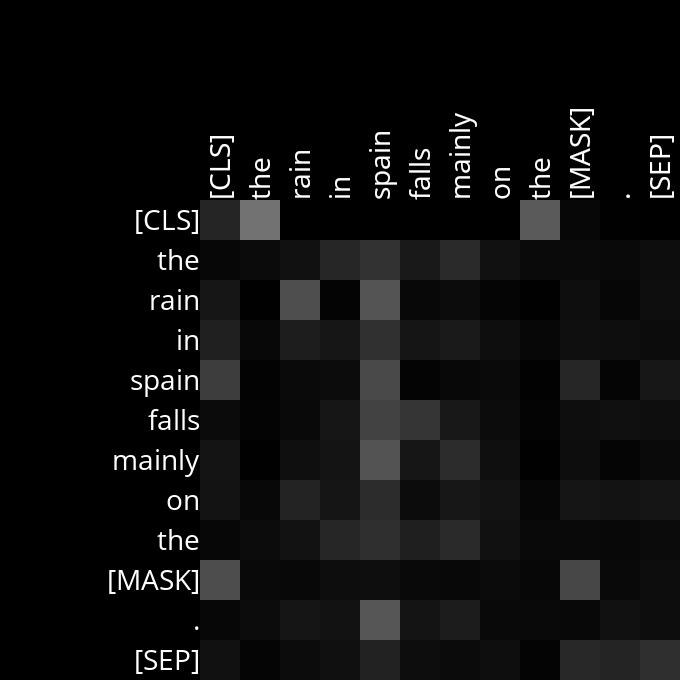 [CLS]
the
rain
in
spain
falls
mainly
on
the
[MASK]
.
[SEP]
[CLS]
the
rain
in
spain
falls
mainly
on
the
[MASK]
.
[SEP]